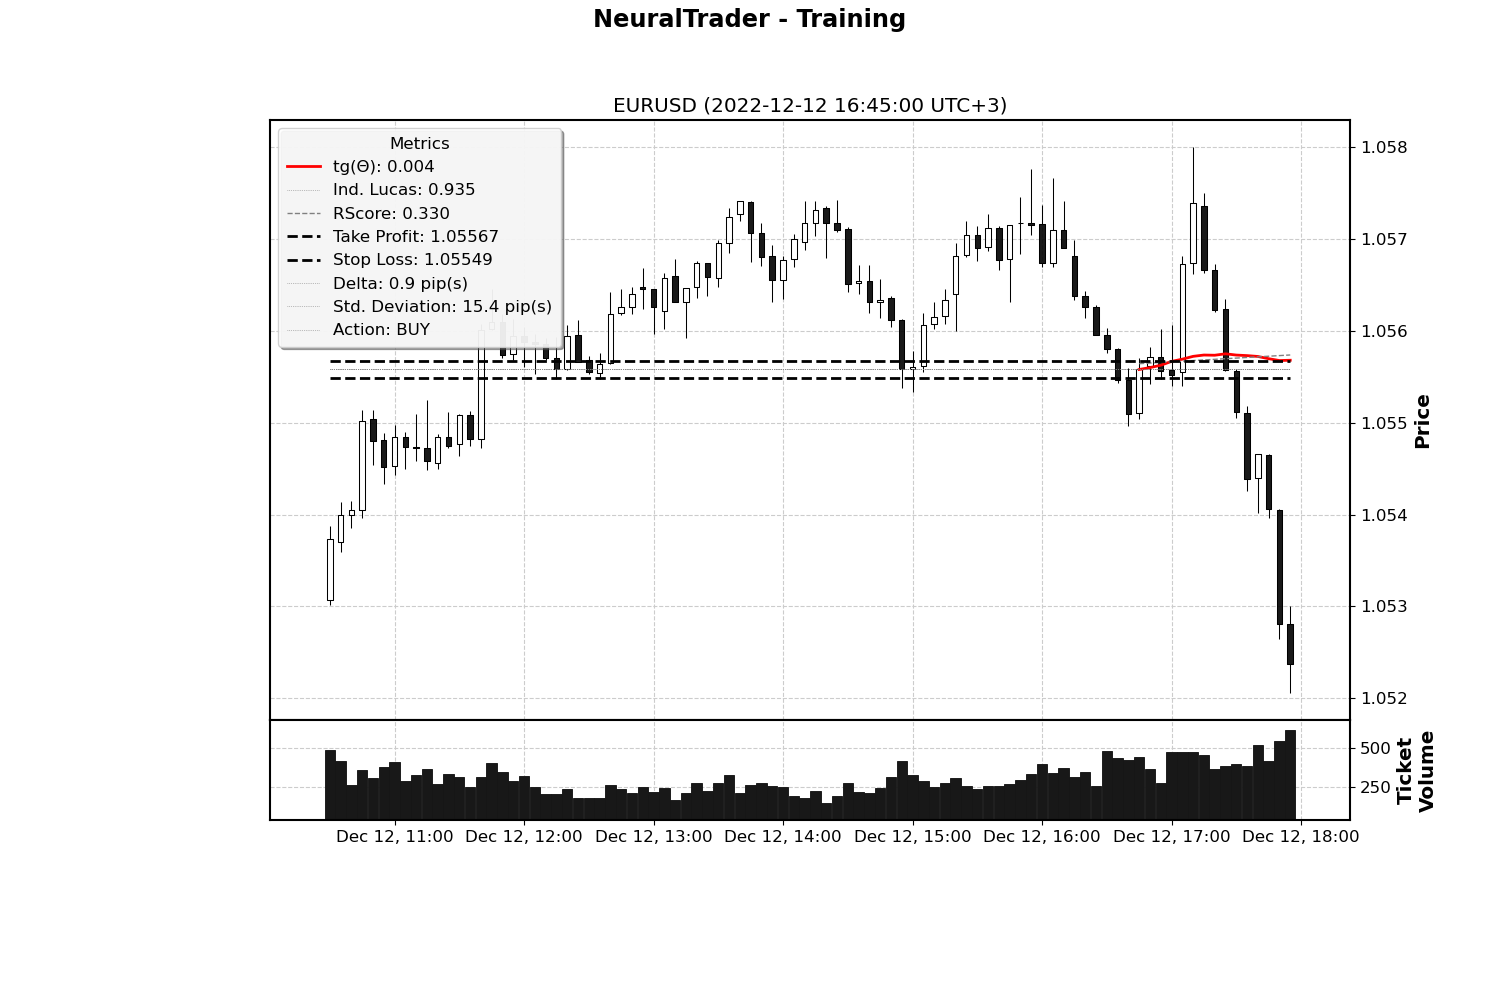 NeuralTrader - Training
EURUSD (2022-12-12 16:45:00 UTC+3)
Metrics
tg(Θ): 0.004
Ind. Lucas: 0.935
RScore: 0.330
Take Profit: 1.05567
Stop Loss: 1.05549
Delta: 0.9 pip(s)
Std. Deviation: 15.4 pip(s)
Action: BUY
1.058
1.057
1.056
1.055
1.054
1.053
1.052
Price
500
250
Ticket
Volume
Dec 12, 11:00 Dec 12, 12:00 Dec 12, 13:00 Dec 12, 14:00 Dec 12, 15:00 Dec 12, 16:00 Dec 12, 17:00 Dec 12, 18:00